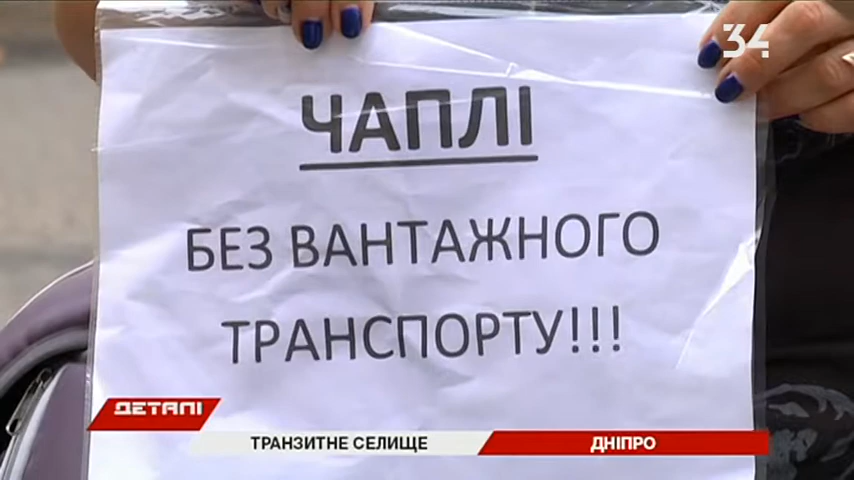 34
ЧАПЛІ
БЕЗ ВАНТАЖНОГО
ТРАНСПОРТУ!!!
ДЕТАЛІ
ТРАНЗИТНЕ СЕЛИЩЕ
ДНІПРО